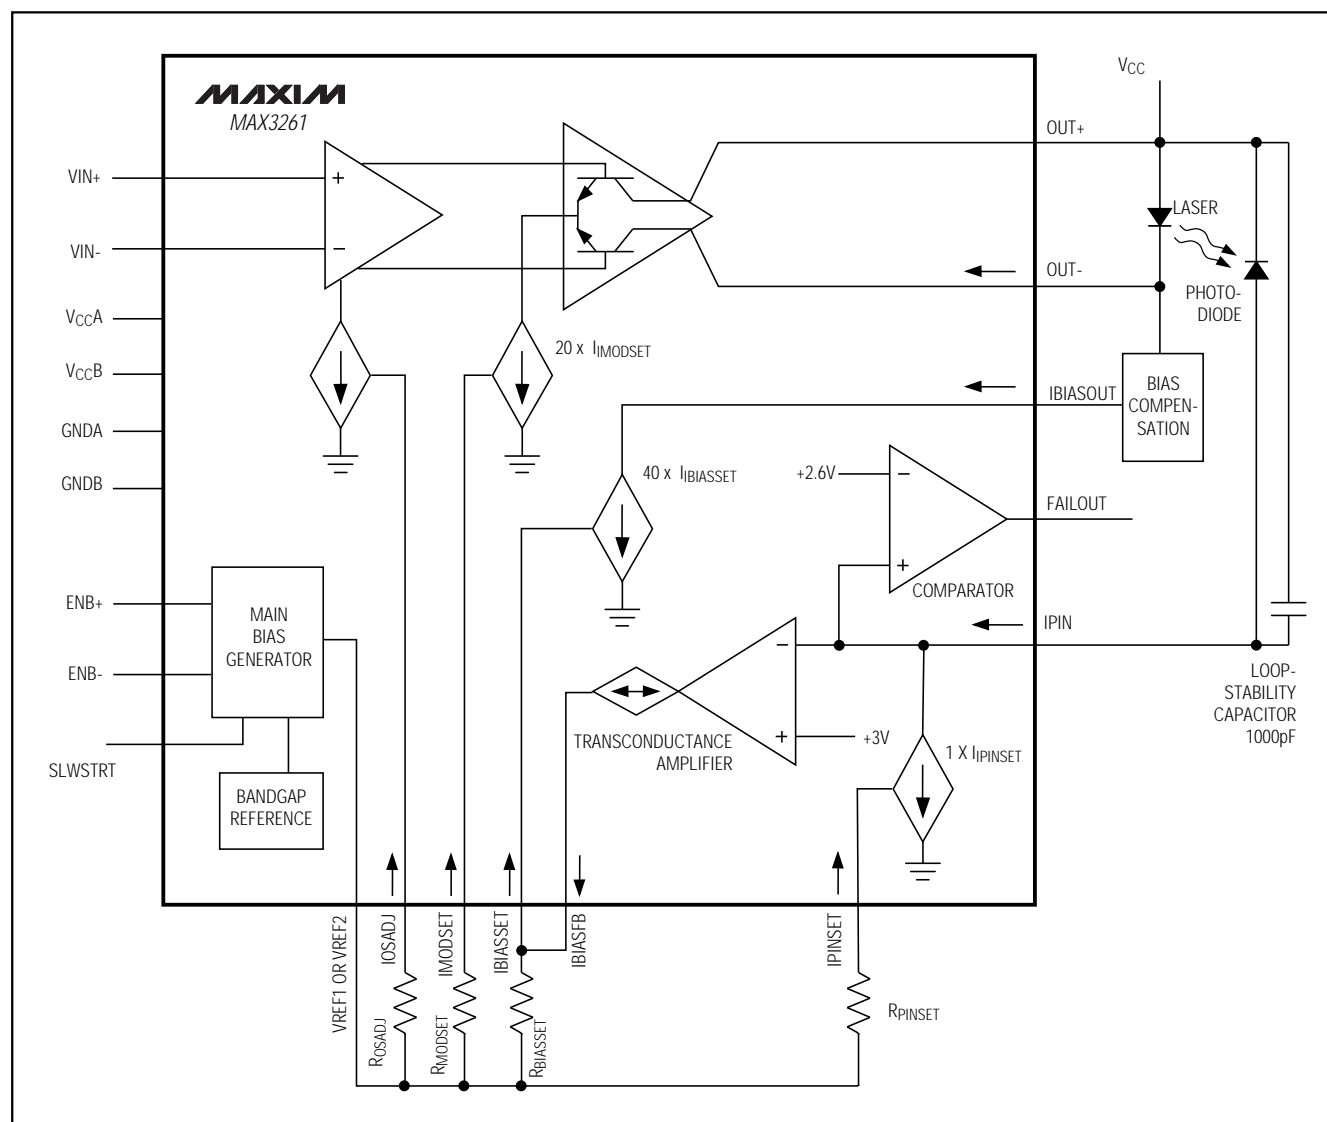 MAXIM
MAX3261
VIN+
VIN-
VCCA
VCCB
GNDA
GNDB
ENB+
ENB-
SLWSTRT
+
−
20 x IIMODSET
40 x IIBIASSET
MAIN
BIAS
GENERATOR
BANDGAP
REFERENCE
+2.6V
−
+
COMPARATOR
−
+
+3V
TRANSCONDUCTANCE
AMPLIFIER
1 X IIPINSET
VCC
OUT+
LASER
OUT-
PHOTO-
DIODE
IBIASOUT
BIAS
COMPEN-
SATION
FAILOUT
IPIN
LOOP-
STABILITY
CAPACITOR
1000pF
VREF1 OR VREF2
IOSADJ
IMODSET
IBIASSET
IBIASFB
IPINSET
ROSADJ
RMODSET
RBIASSET
RPINSET